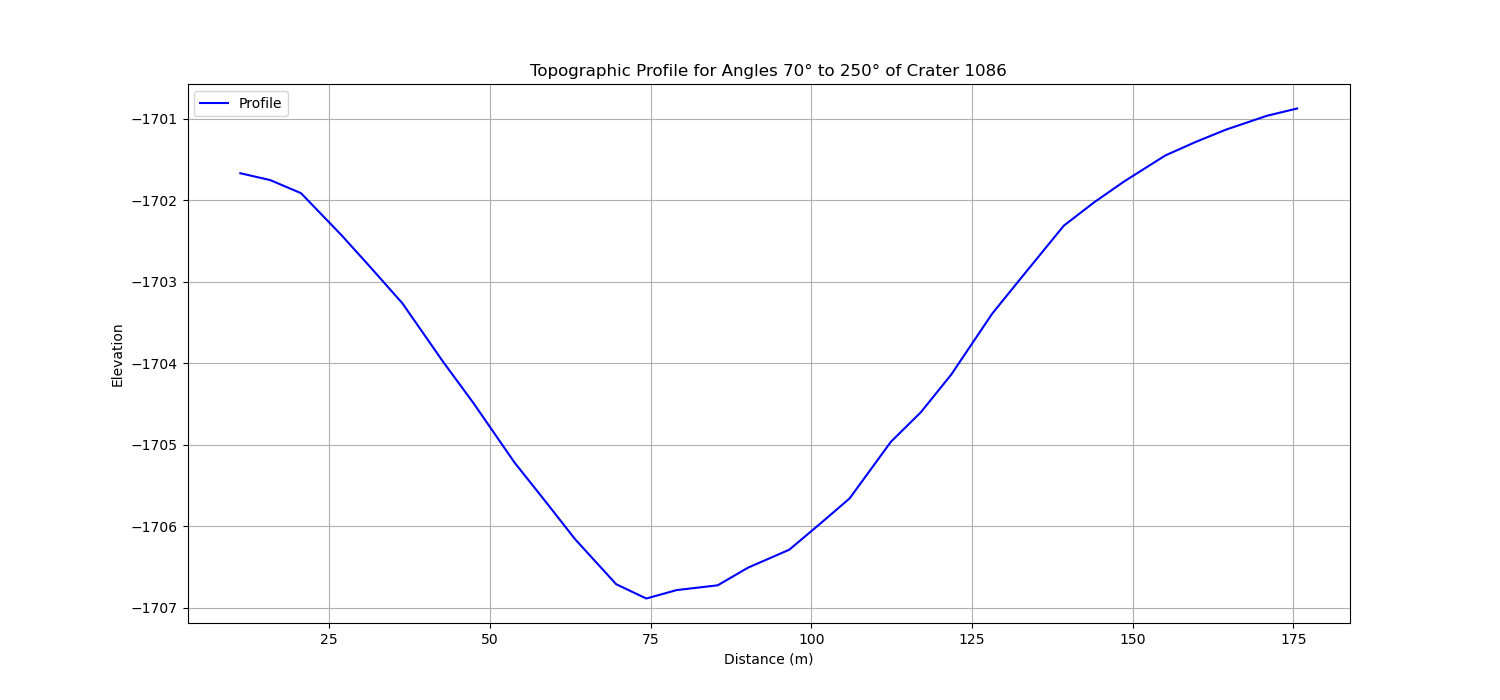 Topographic Profile for Angles 70° to 250° of Crater 1086
Profile
−1701
−1702
−1703
−1704
−1705
−1706
−1707
Elevation
25 50 75 100 125 150 175
Distance (m)